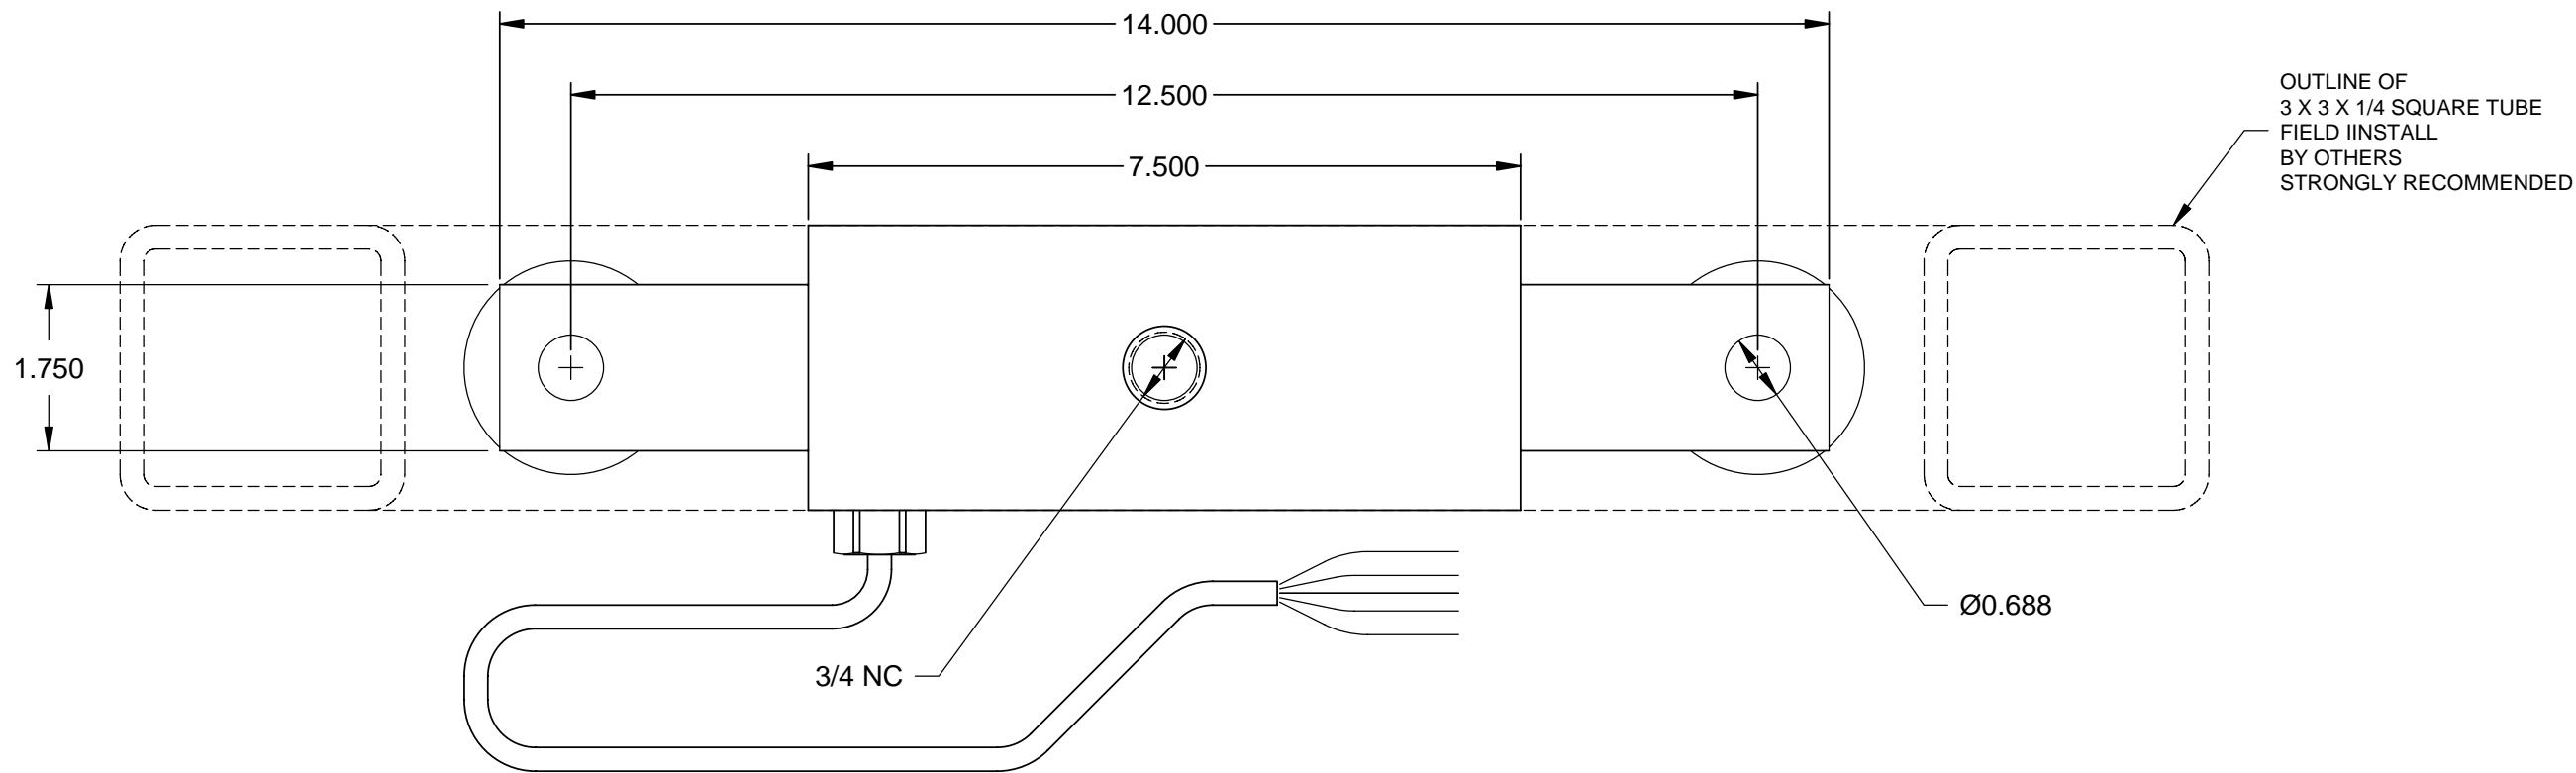 14.000
12.500
7.500
OUTLINE OF
3 X 3 X 1/4 SQUARE TUBE
FIELD IINSTALL
BY OTHERS
STRONGLY RECOMMENDED
1.750
Ø0.688
3/4 NC